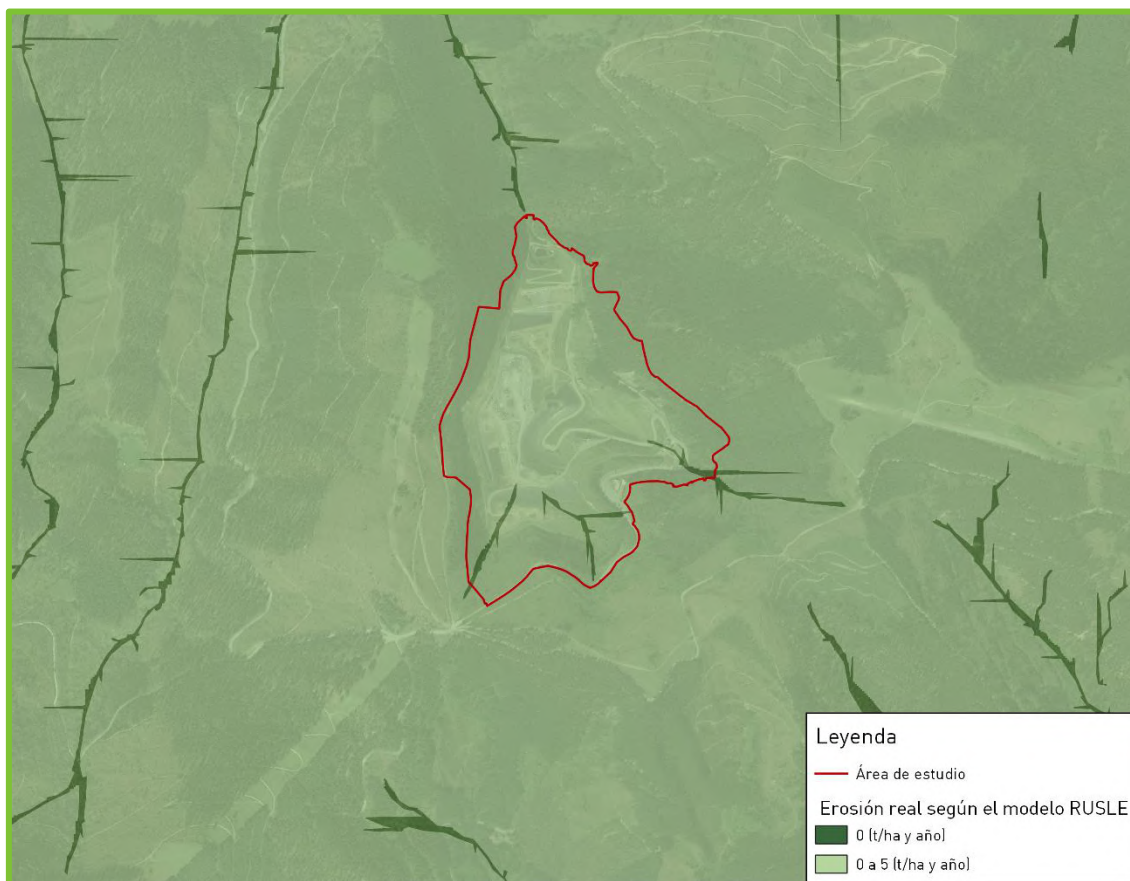 Leyenda
Área de estudio
Erosión real según el modelo RUSLE
0 (t/ha y año)
0 a 5 (t/ha y año)